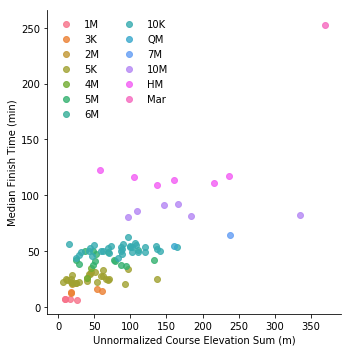 250
200
150
100
50
0
Median Finish Time (min)
1M
3K
2M
5K
4M
5M
6M
10K
QM
7M
10M
HM
Mar
0 50 100 150 200 250 300 350
Unnormalized Course Elevation Sum (m)